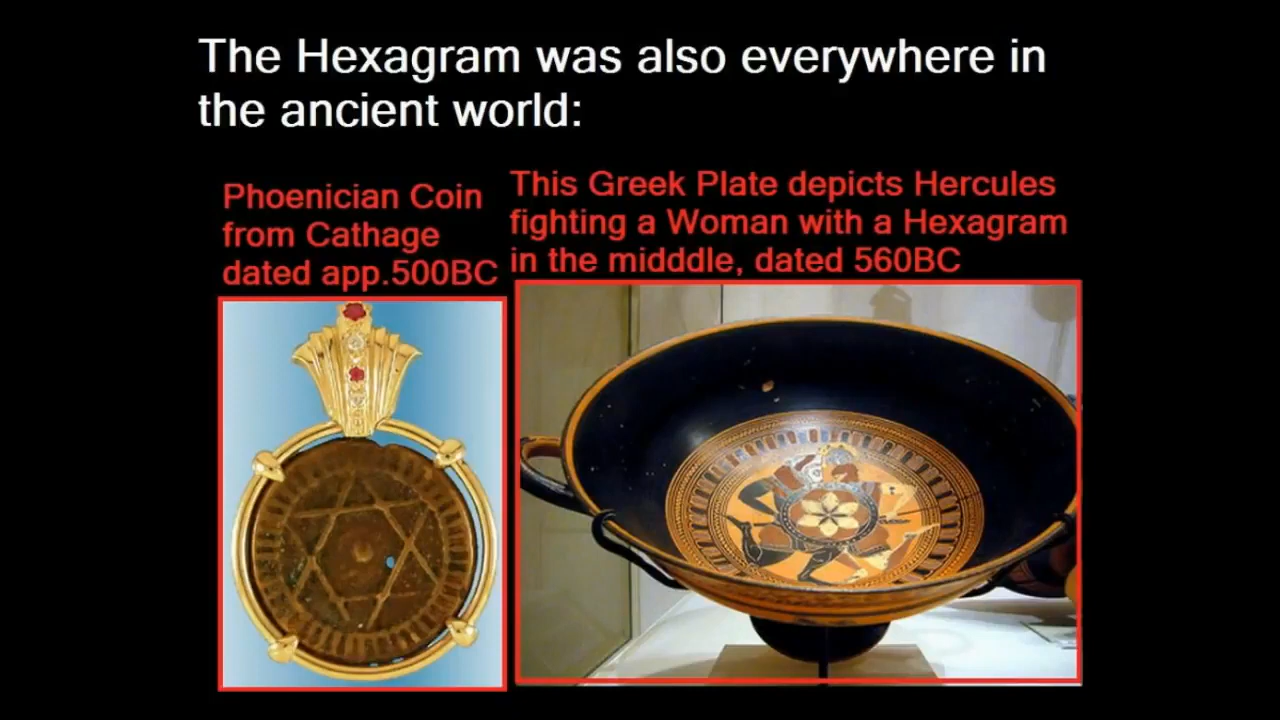 The Hexagram was also everywhere in
the ancient world:
Phoenician Coin
from Cathage
dated app.500BC
This Greek Plate depicts Hercules
fighting a Woman with a Hexagram
in the midddle, dated 560BC